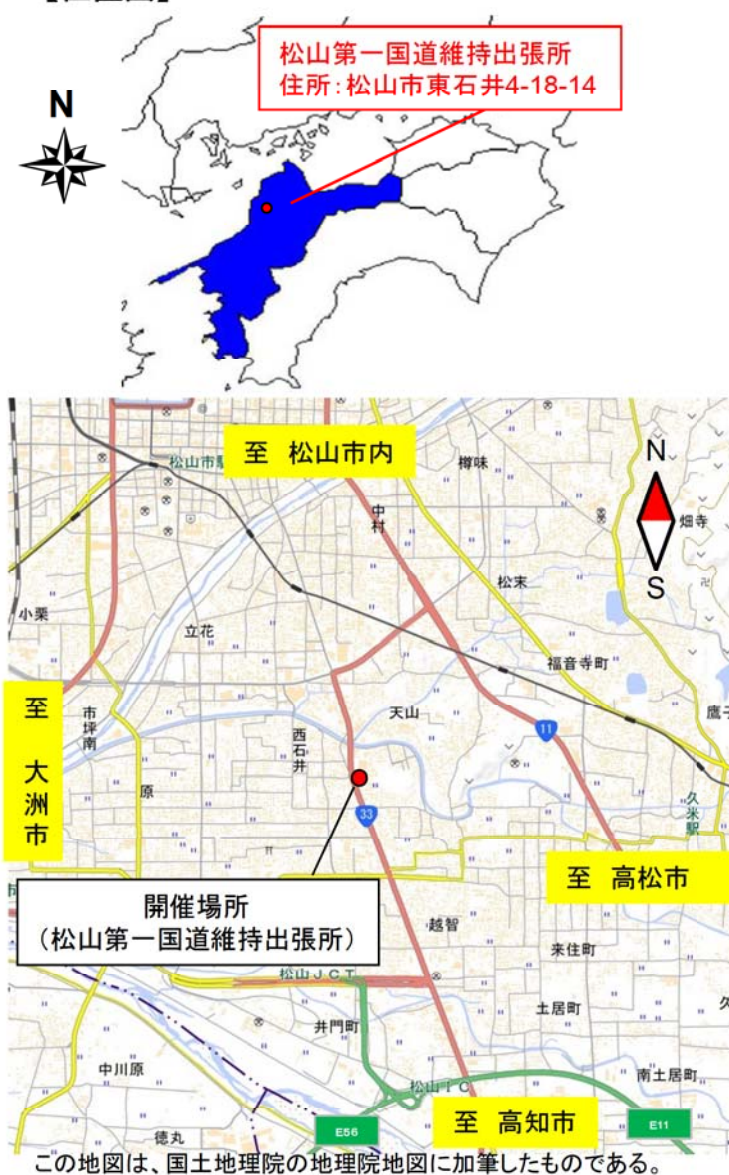 松山第一国道維持出張所
住所:松山市東石井4-18-14
N
松山市駅
至 松山市内
樽味
N
中村
畑寺
S
松末
小栗
立花
福音寺町
至 大洲市
市坪南
天山
鷹子
西石井
11
原
33
久米駅
至 高松市
開催場所
(松山第一国道維持出張所)
越智
来住町
松山JCT
土居町
井門町
中川原
松山IC
南土居町
E56
至 高知市
E11
徳丸
この地図は、国土地理院の地理院地図に加筆したものである。